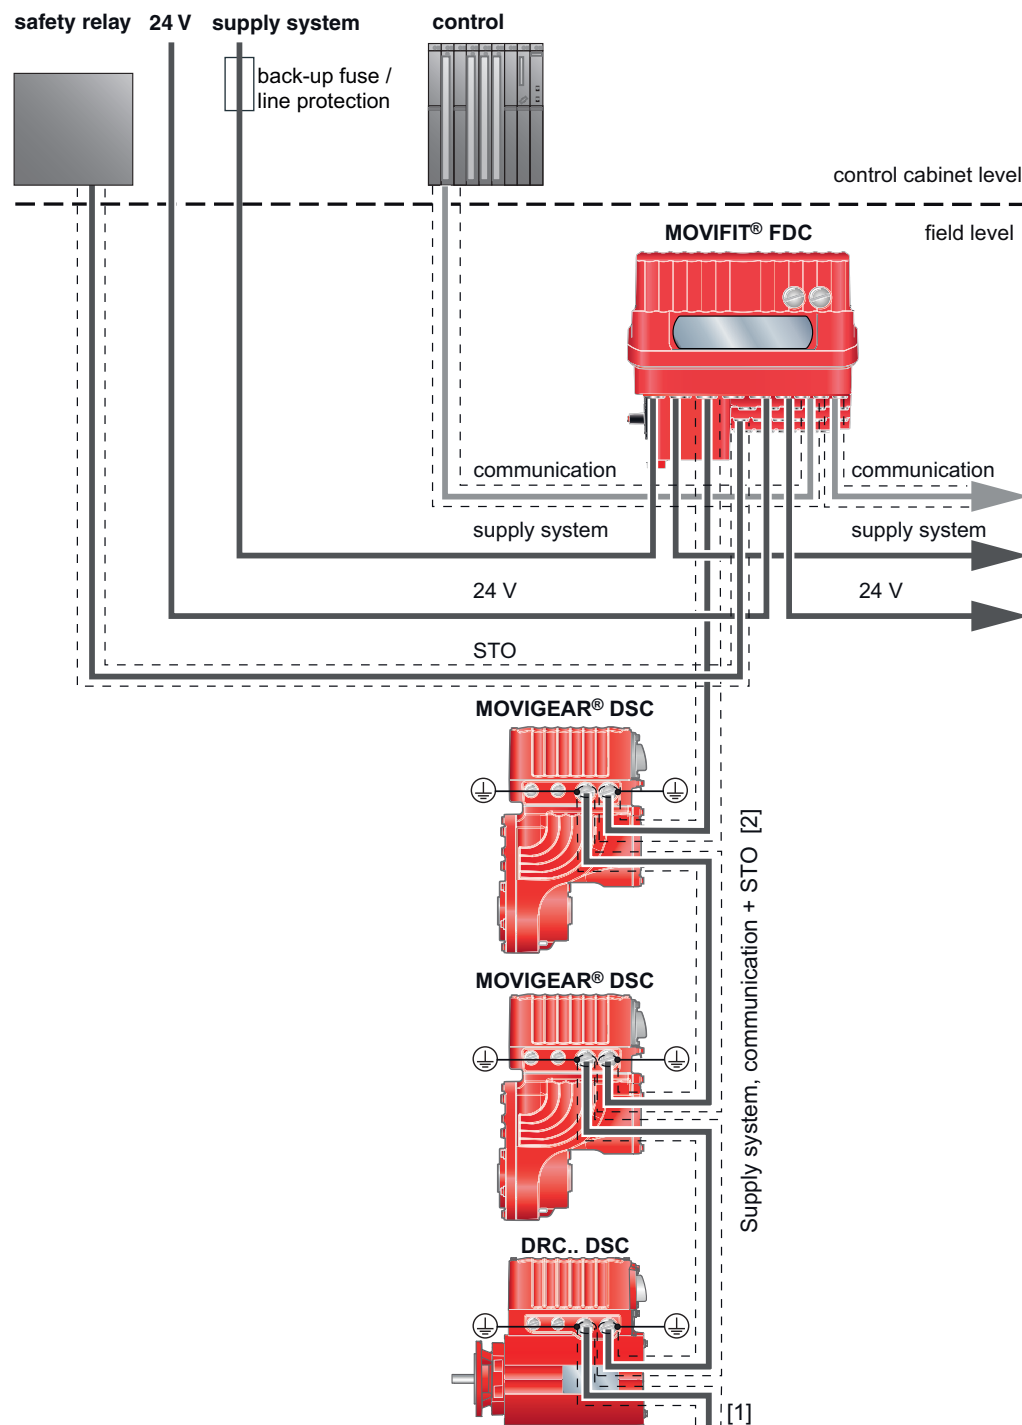 safety relay 24 V supply system control
back-up fuse /
line protection
control cabinet level
MOVIFIT® FDC
field level
communication
communication
supply system
supply system
24 V
24 V
STO
MOVIGEAR® DSC
Supply system, communication + STO [2]
MOVIGEAR® DSC
DRC.. DSC
[1]